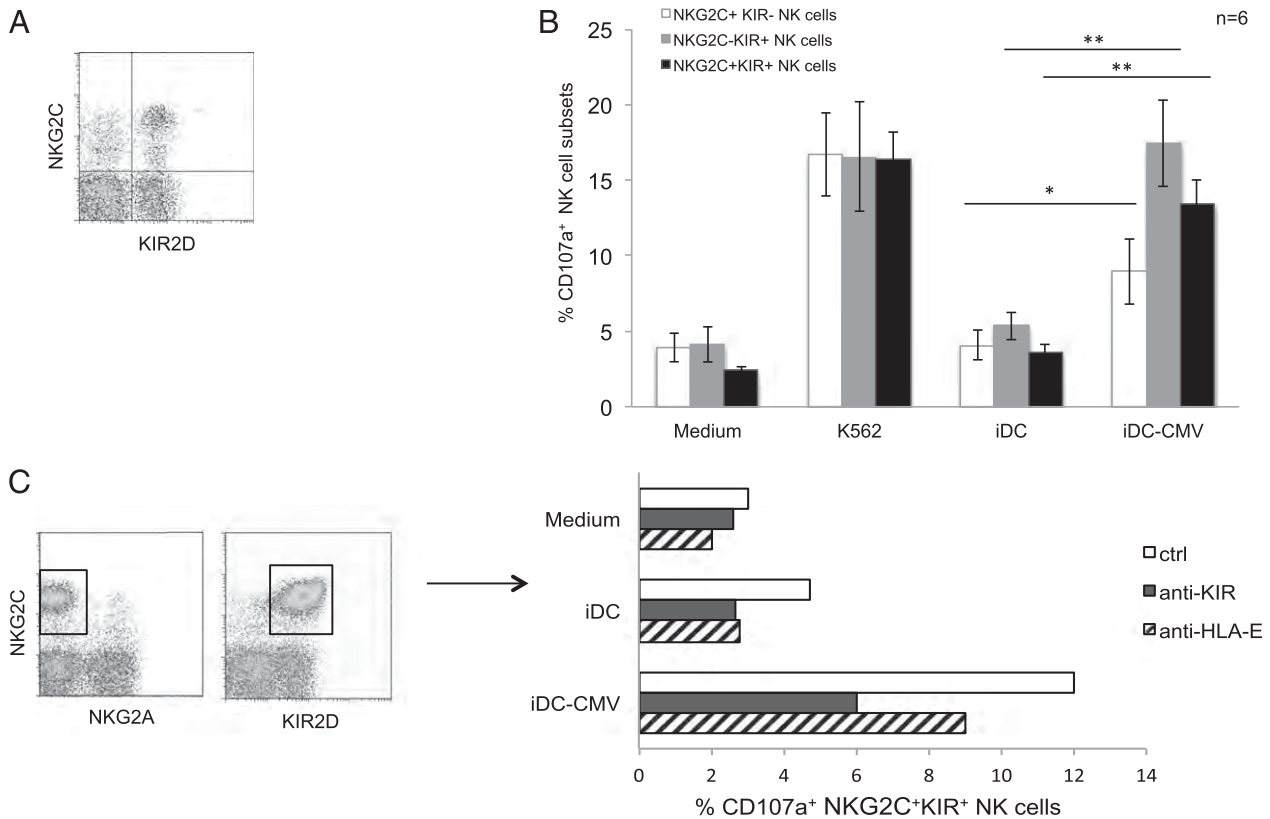 A
NKG2C
KIR2D
B
n=6
NKG2C+ KIR- NK cells
NKG2C-KIR+ NK cells
NKG2C+KIR+ NK cells
% CD107a⁺ NK cell subsets
25
20
15
10
5
0
**
**
*
Medium K562 iDC iDC-CMV
C
NKG2C
NKG2A
KIR2D
Medium
iDC
iDC-CMV
ctrl
anti-KIR
anti-HLA-E
0 2 4 6 8 10 12 14
% CD107a⁺ NKG2C⁺KIR⁺ NK cells